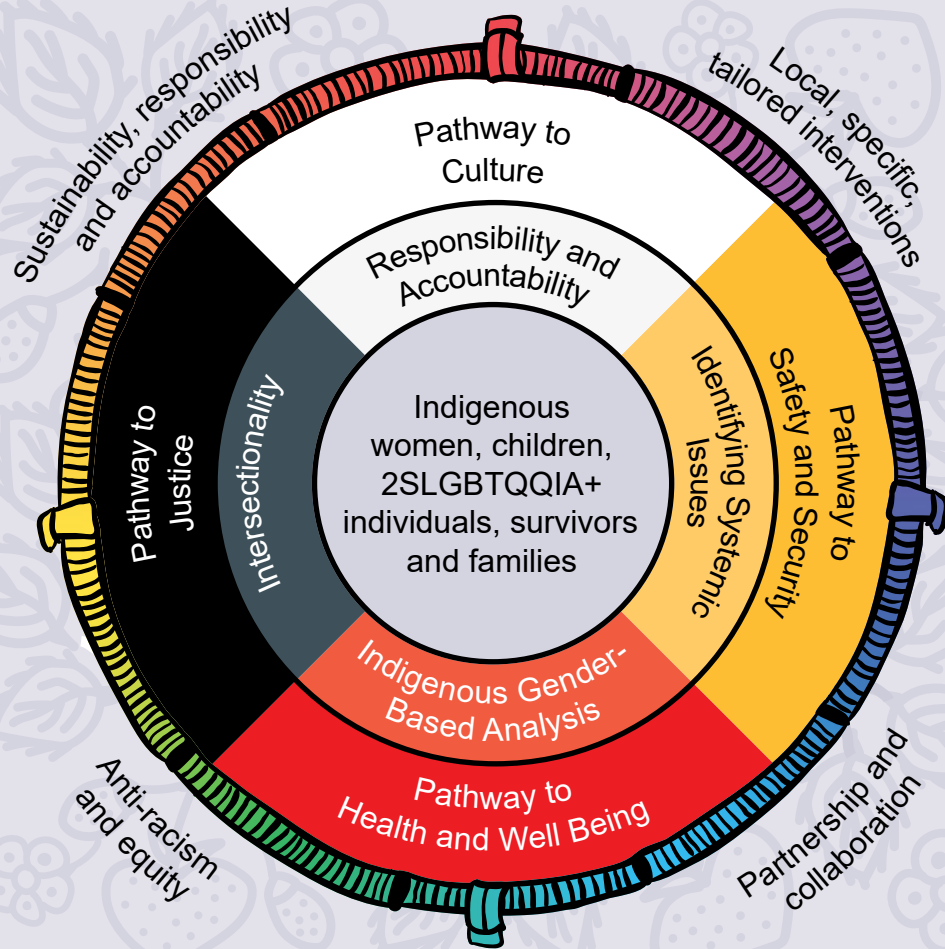 Sustainability, responsibility
and accountability
Local, specific,
tailored interventions
Pathway to
Culture
Responsibility and
Accountability
Pathway to
Justice
Intersectionality
Indigenous
women, children,
2SLGBTQQIA+
individuals, survivors
and families
Identifying Systemic
Issues
Pathway to
Safety and Security
Indigenous Gender-
Based Analysis
Pathway to
Health and Well Being
Anti-racism
and equity
Partnership and
collaboration